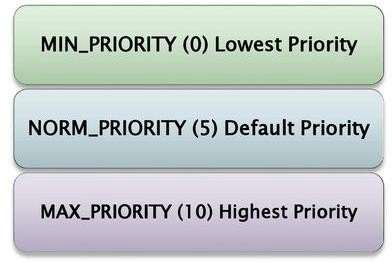 MIN_PRIORITY (0) Lowest Priority
NORM_PRIORITY (5) Default Priority
MAX_PRIORITY (10) Highest Priority